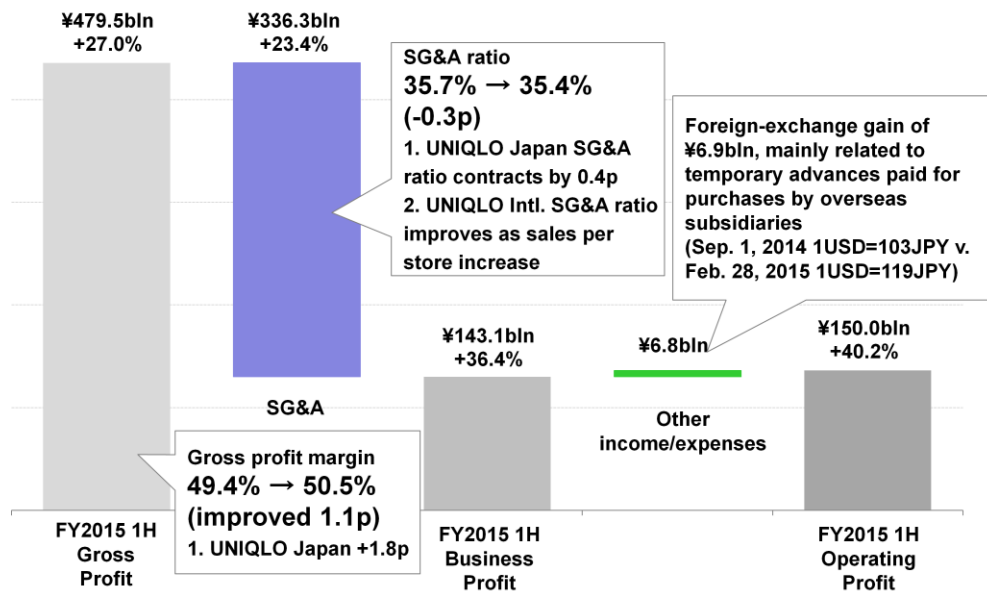 ¥479.5bln
+27.0%
¥336.3bln
+23.4%
SG&A ratio
35.7% → 35.4%
(-0.3p)
1. UNIQLO Japan SG&A
ratio contracts by 0.4p
2. UNIQLO Intl. SG&A ratio
improves as sales per
store increase
Foreign-exchange gain of
¥6.9bln, mainly related to
temporary advances paid for
purchases by overseas
subsidiaries
(Sep. 1, 2014 1USD=103JPY v.
Feb. 28, 2015 1USD=119JPY)
¥143.1bln
+36.4%
¥6.8bln
¥150.0bln
+40.2%
SG&A
Other
income/expenses
Gross profit margin
49.4% → 50.5%
(improved 1.1p)
1. UNIQLO Japan +1.8p
FY2015 1H
Gross
Profit
FY2015 1H
Business
Profit
FY2015 1H
Operating
Profit